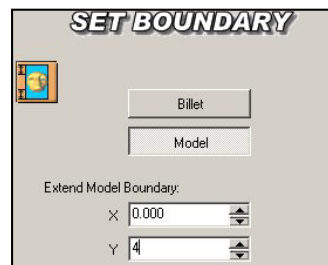 SET BOUNDARY
Billet
Model
Extend Model Boundary:
X 0.000
Y 4